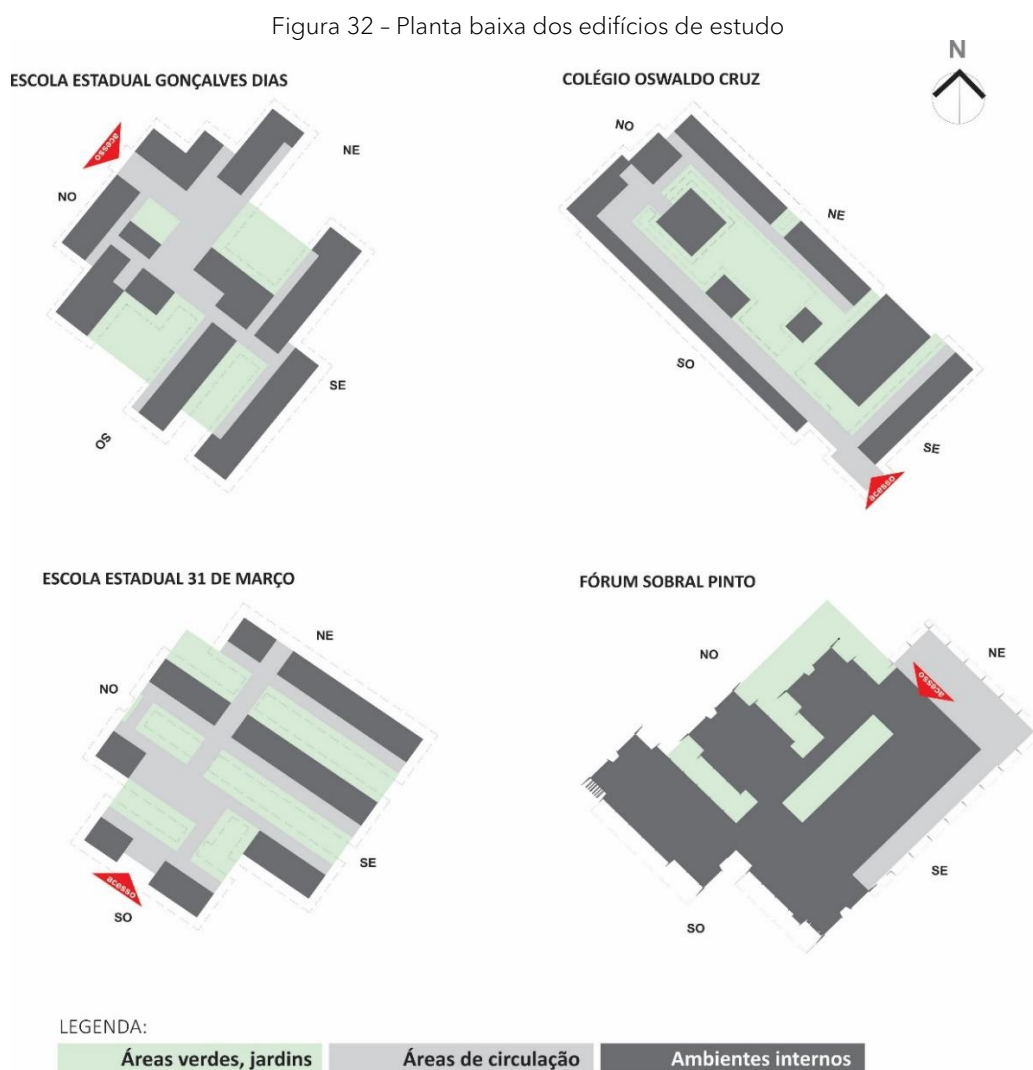 Figura 32 – Planta baixa dos edifícios de estudo
N
ESCOLA ESTADUAL GONÇALVES DIAS
acesso
NE
NO
SE
SO
COLÉGIO OSWALDO CRUZ
NO
NE
SO
SE
acesso
ESCOLA ESTADUAL 31 DE MARÇO
NE
NO
SE
acesso
SO
FÓRUM SOBRAL PINTO
NO
NE
acesso
SE
SO
LEGENDA:
Áreas verdes, jardins
Áreas de circulação
Ambientes internos